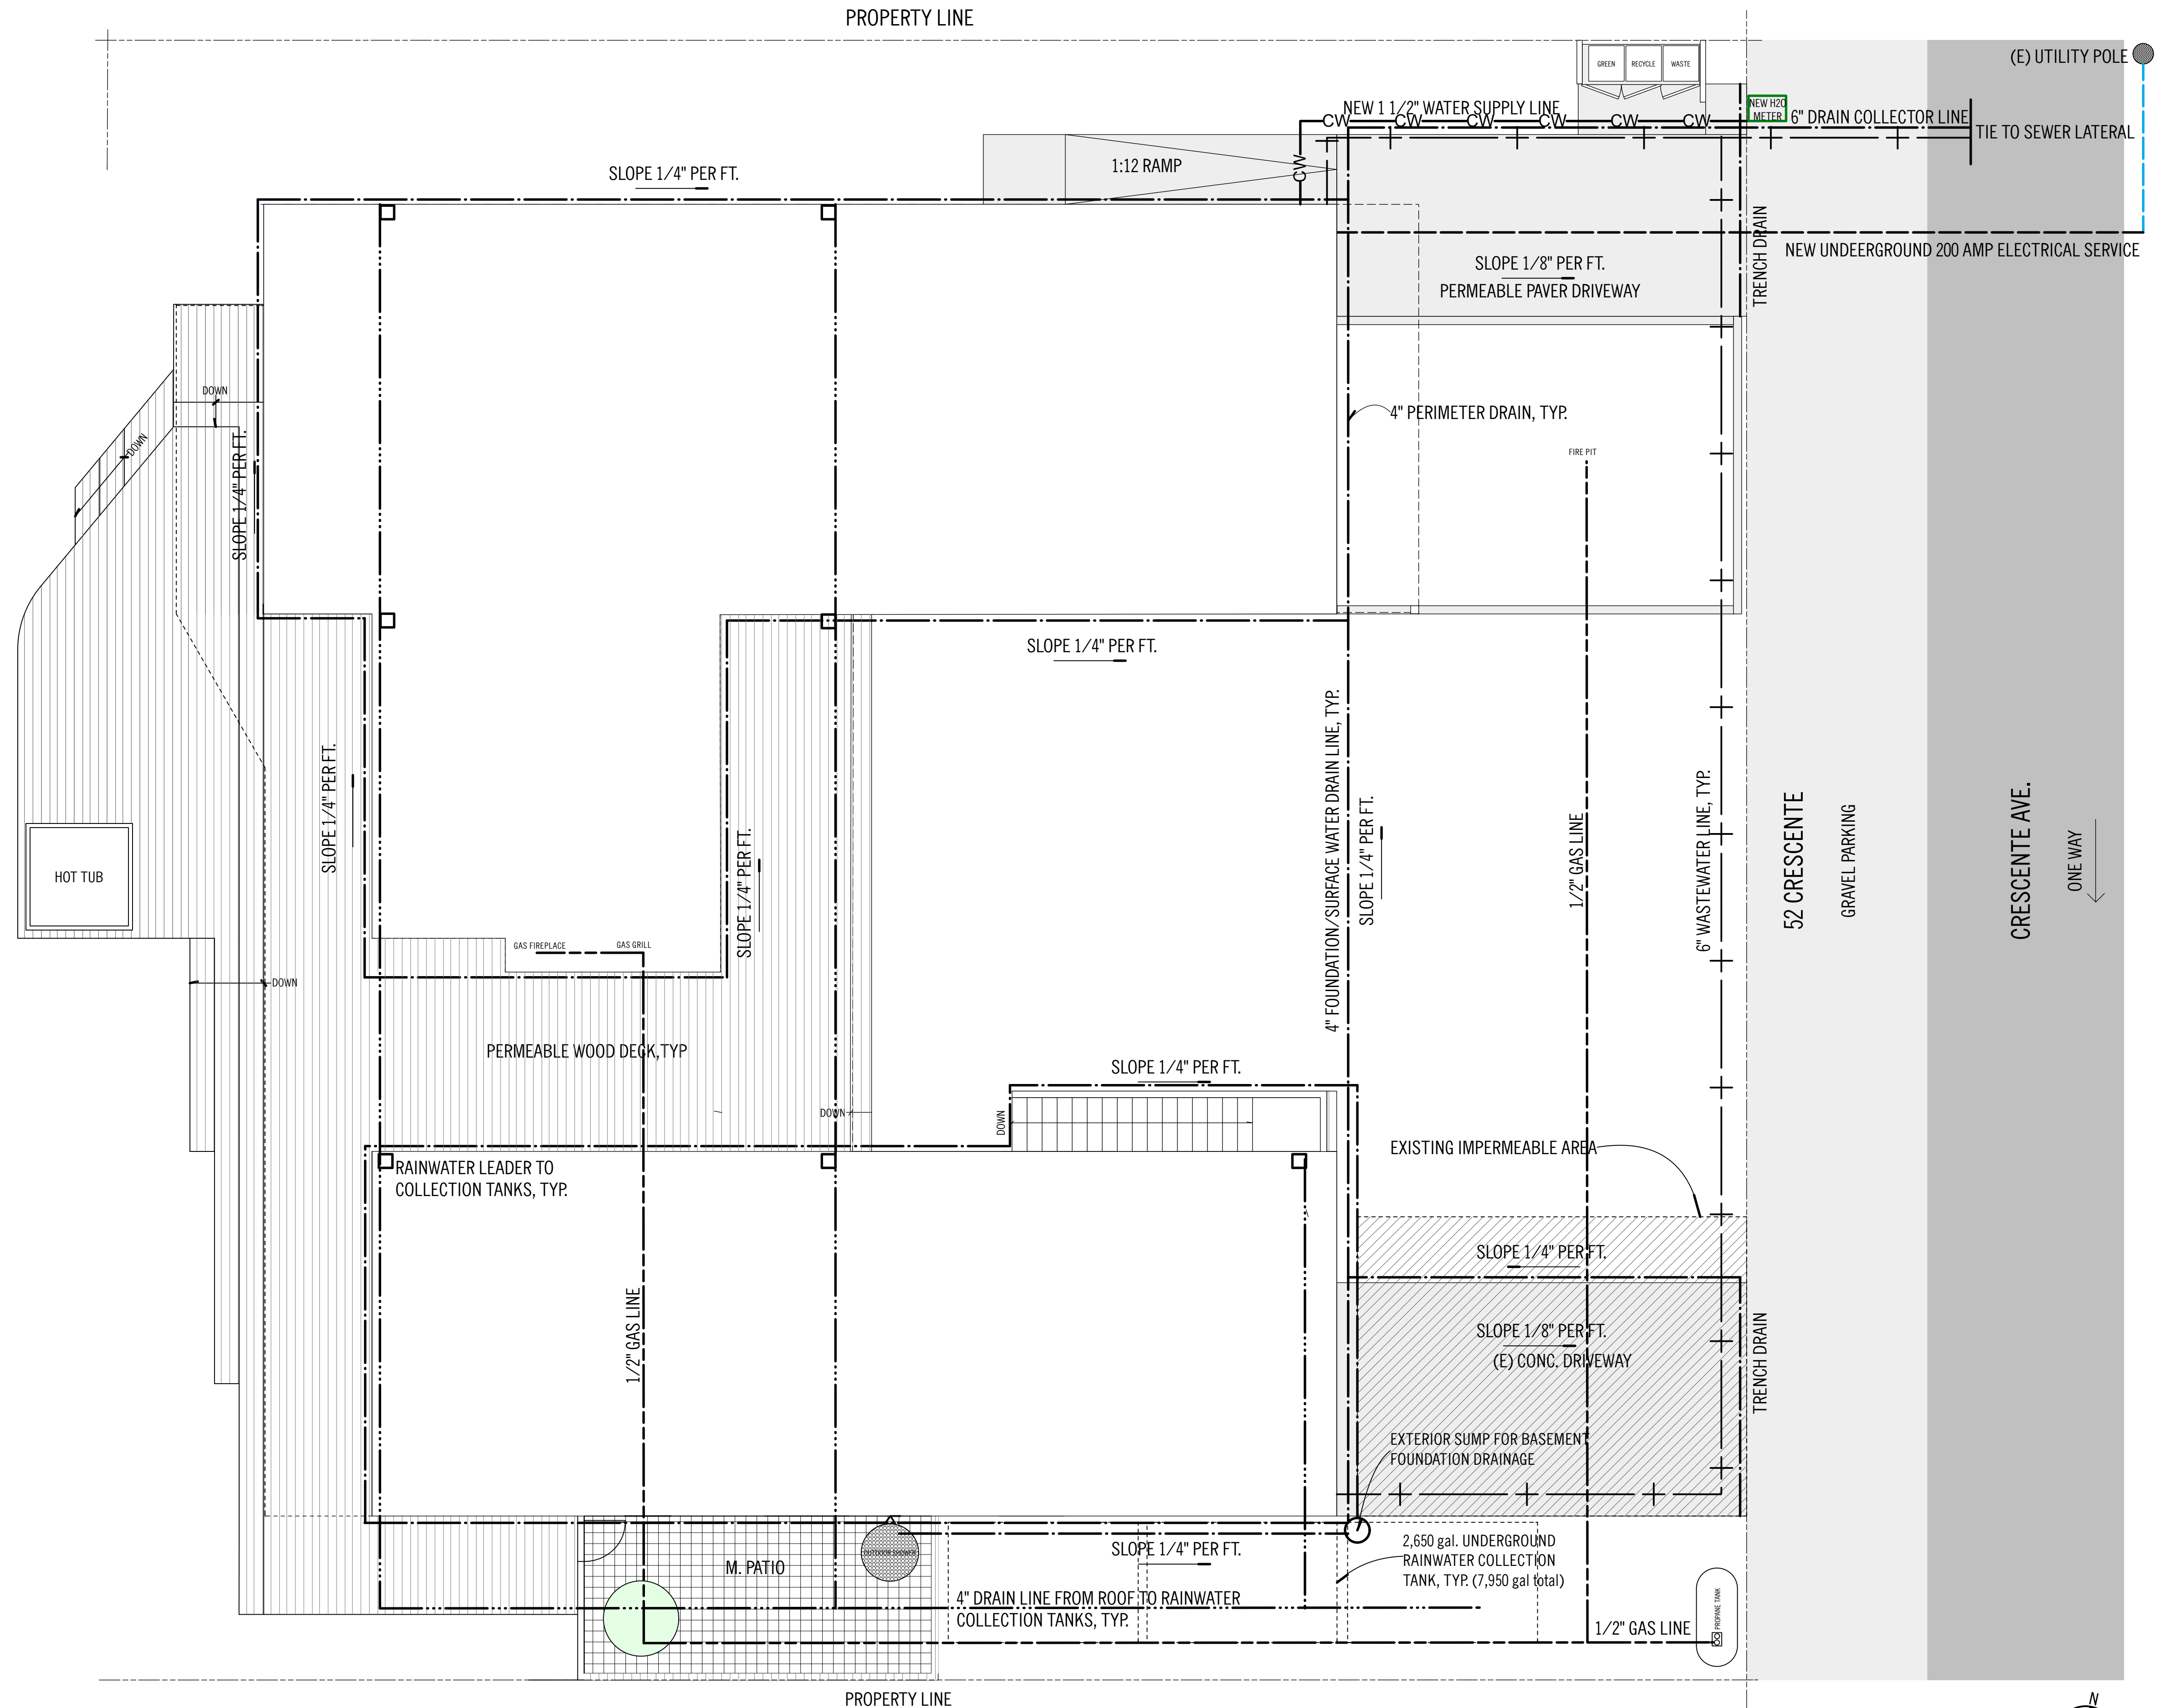 PROPERTY LINE
(E) UTILITY POLE
GREEN
RECYCLE
WASTE
NEW 1 1/2" WATER SUPPLY LINE
CW CW CW CW CW CW
NEW H2O
METER
6" DRAIN COLLECTOR LINE
TIE TO SEWER LATERAL
CW
1:12 RAMP
SLOPE 1/4" PER FT.
TRENCH DRAIN
NEW UNDEERGROUND 200 AMP ELECTRICAL SERVICE
SLOPE 1/8" PER FT.
PERMEABLE PAVER DRIVEWAY
DOWN
DOWN
SLOPE 1/4" PER FT.
4" PERIMETER DRAIN, TYP.
FIRE PIT
SLOPE 1/4" PER FT.
SLOPE 1/4" PER FT.
SLOPE 1/4" PER FT.
4" FOUNDATION/SURFACE WATER DRAIN LINE, TYP.
SLOPE 1/4" PER FT.
1/2" GAS LINE
6" WASTEWATER LINE, TYP.
52 CRESCENTE
GRAVEL PARKING
CRESCENTE AVE.
ONE WAY
HOT TUB
GAS FIREPLACE
GAS GRILL
DOWN
PERMEABLE WOOD DECK,TYP
SLOPE 1/4" PER FT.
DOWN
DOWN
EXISTING IMPERMEABLE AREA
RAINWATER LEADER TO
COLLECTION TANKS, TYP.
SLOPE 1/4" PER FT.
1/2" GAS LINE
SLOPE 1/8" PER FT.
(E) CONC. DRIVEWAY
TRENCH DRAIN
EXTERIOR SUMP FOR BASEMENT
FOUNDATION DRAINAGE
OUTDOOR SHOWER
M. PATIO
SLOPE 1/4" PER FT.
2,650 gal. UNDERGROUND
RAINWATER COLLECTION
TANK, TYP. (7,950 gal total)
4" DRAIN LINE FROM ROOF TO RAINWATER
COLLECTION TANKS, TYP.
1/2" GAS LINE
PROPANE TANK
PROPERTY LINE
N